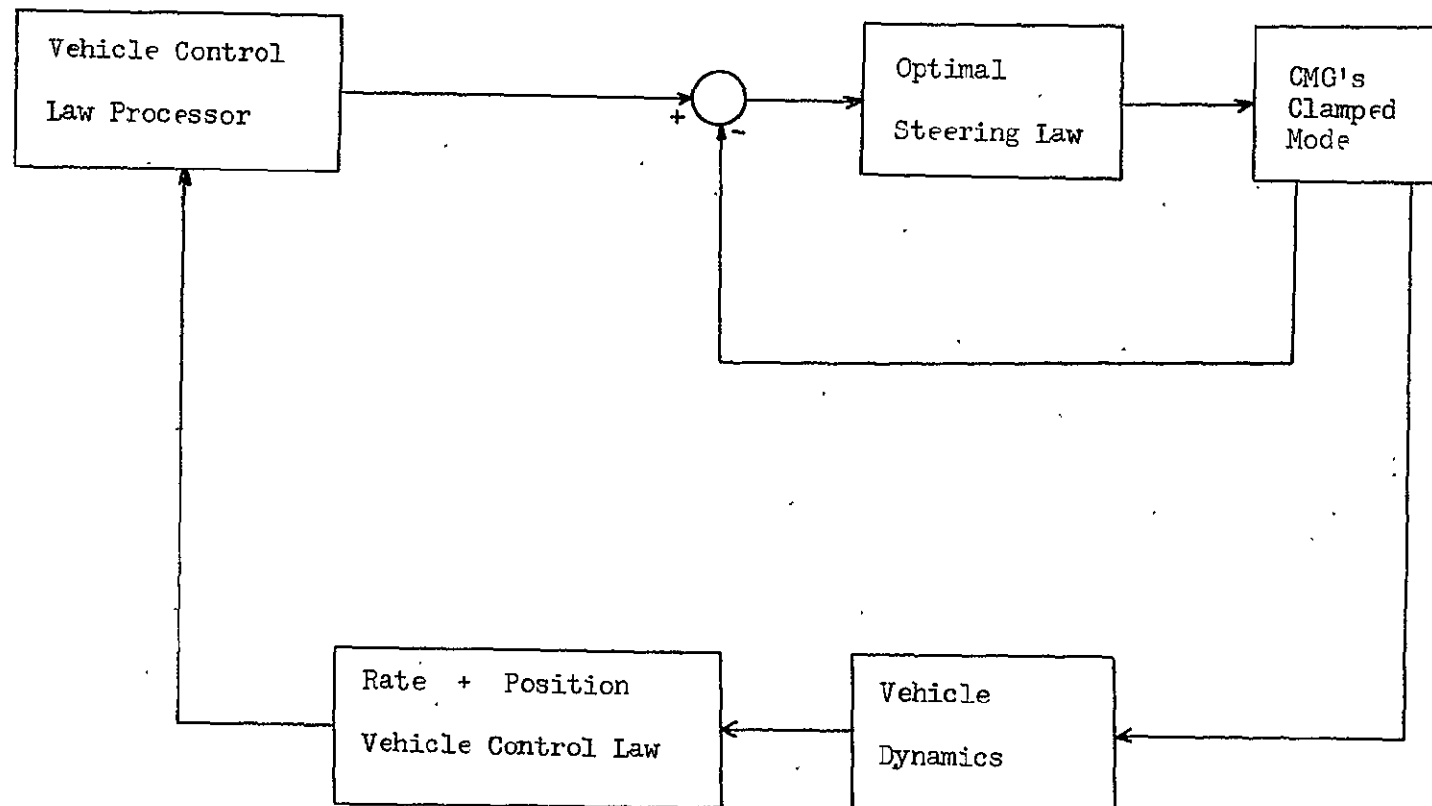 Vehicle Control
Law Processor
+
-
Optimal
Steering Law
CMG's
Clamped
Mode
Rate + Position
Vehicle Control Law
Vehicle
Dynamics